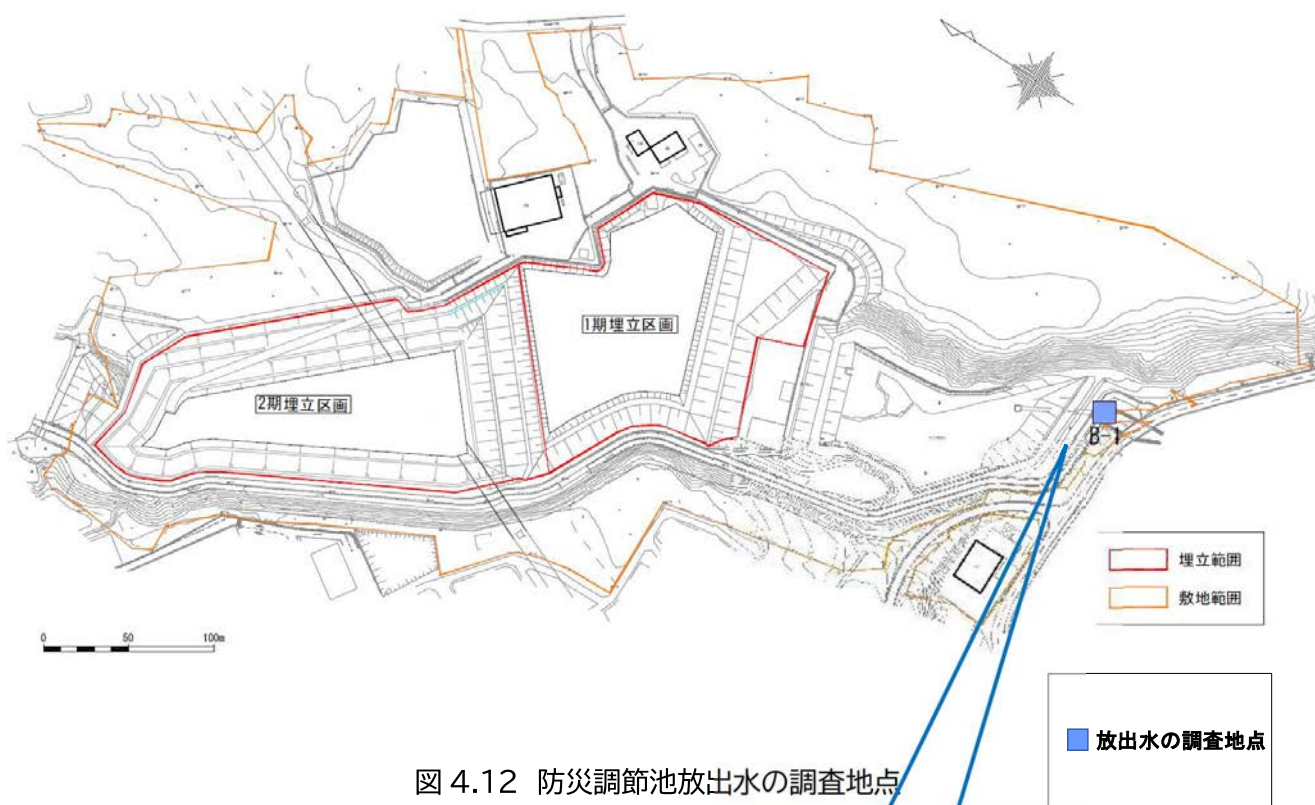 1期埋立区画
2期埋立区画
B-1
埋立範囲
敷地範囲
0 50 100m
放出水の調査地点
図 4.12 防災調節池放出水の調査地点